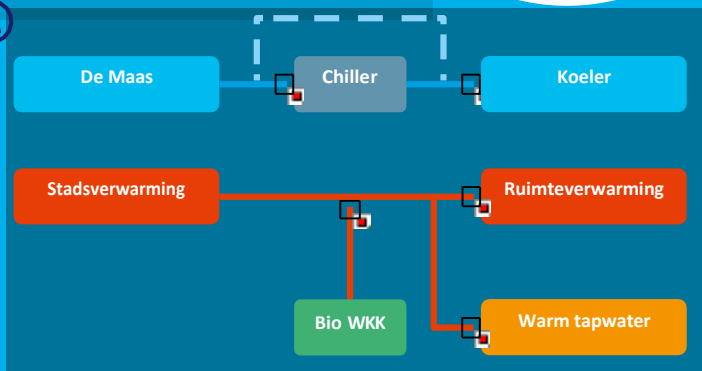 De Maas
Chiller
Koeler
Stadsverwarming
Ruimteverwarming
Bio WKK
Warm tapwater